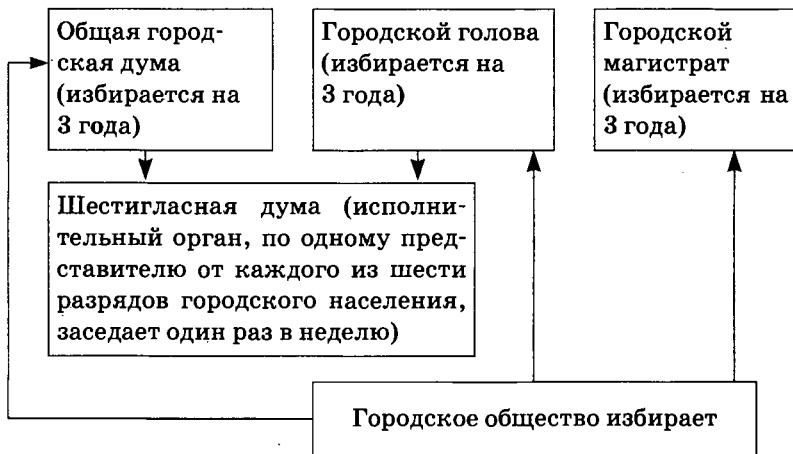 Общая город-
ская дума
(избирается на
3 года)
Городской голова
(избирается на
3 года)
Городской
магистрат
(избирается на
3 года)
Шестигласная дума (исполни-
тельный орган, по одному пред-
ставителю от каждого из шести
разрядов городского населения,
заседает один раз в неделю)
Городское общество избирает